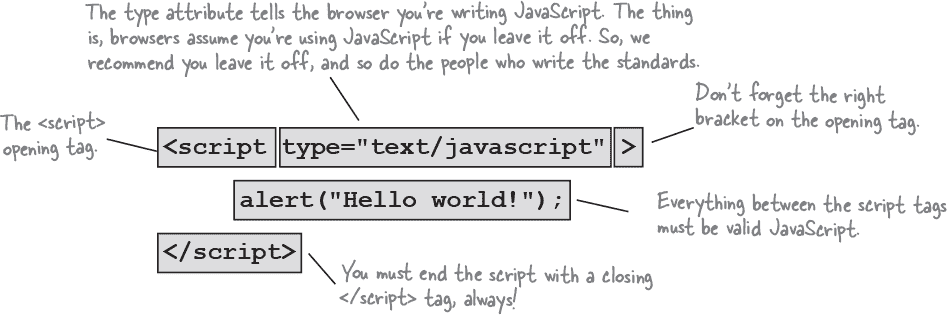 The type attribute tells the browser you're writing JavaScript. The thing
is, browsers assume you're using JavaScript if you leave it off. So, we
recommend you leave it off, and so do the people who write the standards.
The <script>
opening tag.
<script type="text/javascript" >
Don't forget the right
bracket on the opening tag.
alert("Hello world!");
Everything between the script tags
must be valid JavaScript.
</script>
You must end the script with a closing
</script> tag, always!